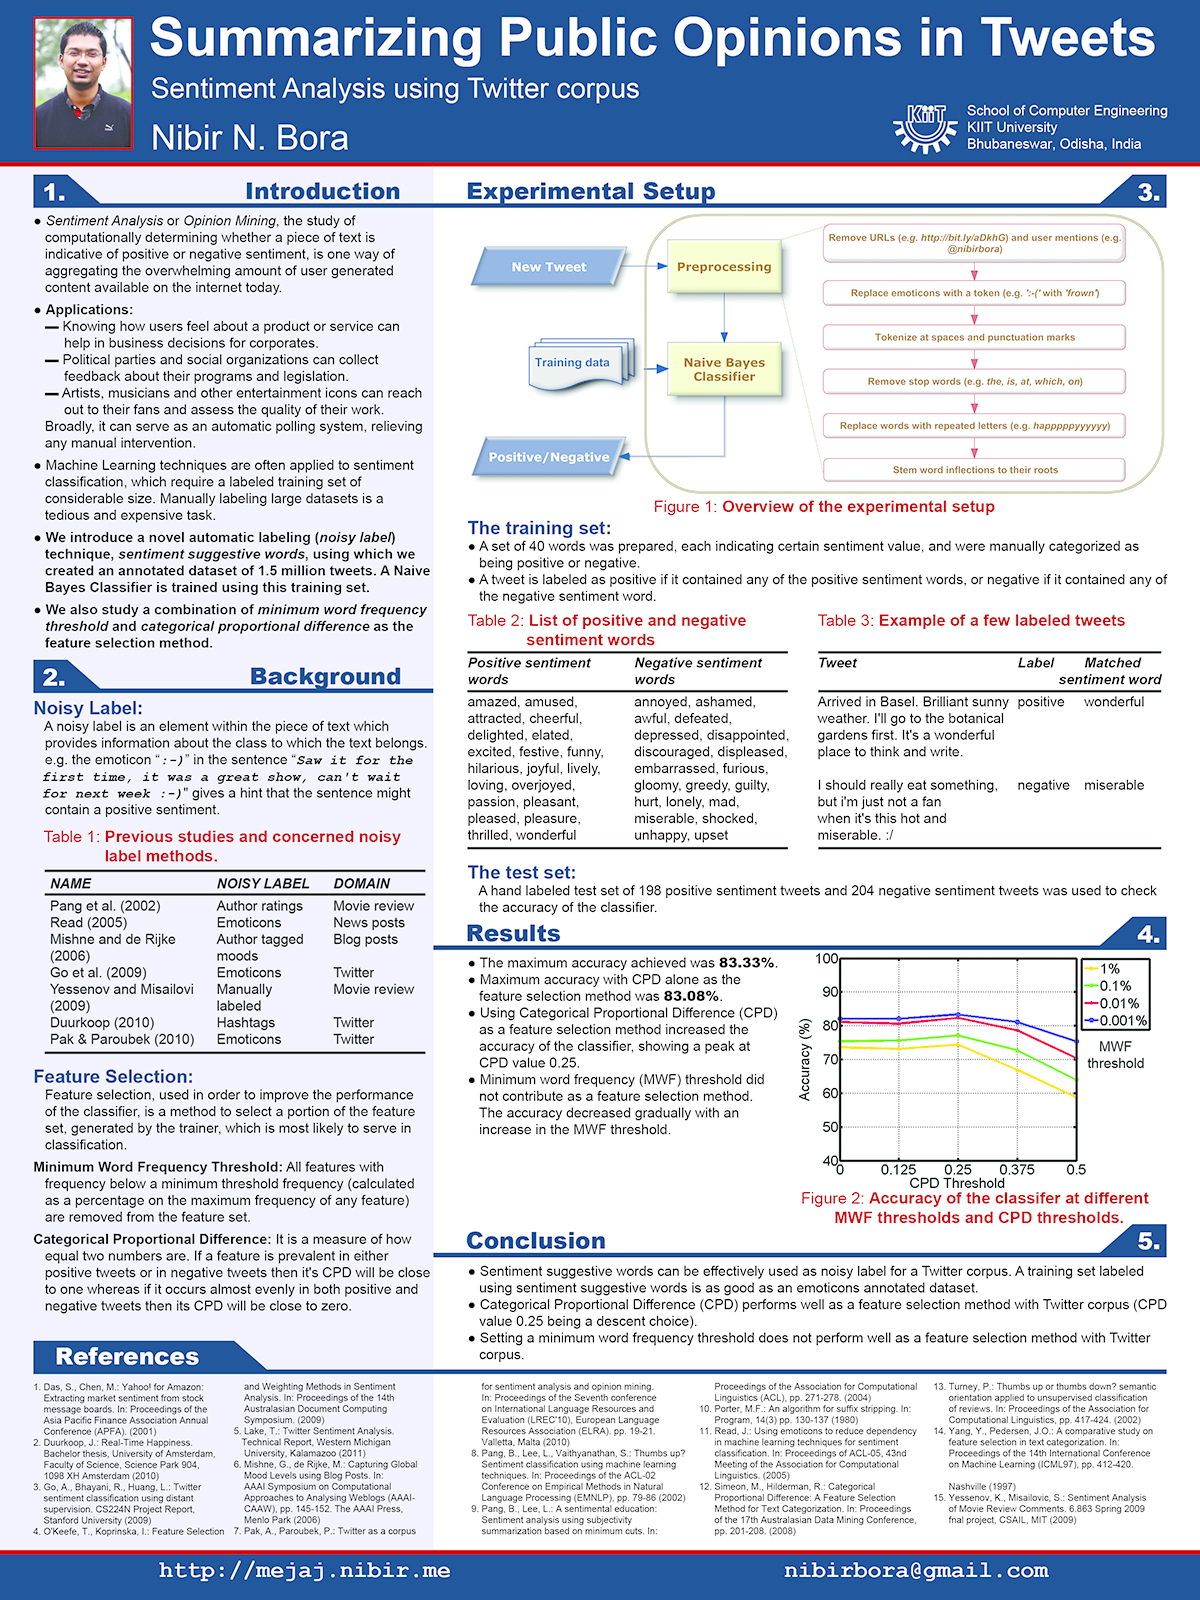 Summarizing Public Opinions in Tweets
Sentiment Analysis using Twitter corpus
Nibir N. Bora
KiiT
School of Computer Engineering
KIIT University
Bhubaneswar, Odisha, India
1. Introduction
● Sentiment Analysis or Opinion Mining, the study of
computationally determining whether a piece of text is
indicative of positive or negative sentiment, is one way of
aggregating the overwhelming amount of user generated
content available on the internet today.
● Applications:
— Knowing how users feel about a product or service can
help in business decisions for corporates.
— Political parties and social organizations can collect
feedback about their programs and legislation.
— Artists, musicians and other entertainment icons can reach
out to their fans and assess the quality of their work.
Broadly, it can serve as an automatic polling system, relieving
any manual intervention.
● Machine Learning techniques are often applied to sentiment
classification, which require a labeled training set of
considerable size. Manually labeling large datasets is a
tedious and expensive task.
● We introduce a novel automatic labeling (noisy label)
technique, sentiment suggestive words, using which we
created an annotated dataset of 1.5 million tweets. A Naive
Bayes Classifier is trained using this training set.
● We also study a combination of minimum word frequency
threshold and categorical proportional difference as the
feature selection method.
2. Background
Noisy Label:
A noisy label is an element within the piece of text which
provides information about the class to which the text belongs.
e.g. the emoticon “:-)” in the sentence “Saw it for the
first time, it was a great show, can't wait
for next week :-)" gives a hint that the sentence might
contain a positive sentiment.
Table 1: Previous studies and concerned noisy
label methods.
NAME NOISY LABEL DOMAIN
Pang et al. (2002) Author ratings Movie review
Read (2005) Emoticons News posts
Mishne and de Rijke Author tagged Blog posts
(2006) moods
Go et al. (2009) Emoticons Twitter
Yessenov and Misailovi Manually Movie review
(2009) labeled
Duurkoop (2010) Hashtags Twitter
Pak & Paroubek (2010) Emoticons Twitter
Feature Selection:
Feature selection, used in order to improve the performance
of the classifier, is a method to select a portion of the feature
set, generated by the trainer, which is most likely to serve in
classification.
Minimum Word Frequency Threshold: All features with
frequency below a minimum threshold frequency (calculated
as a percentage on the maximum frequency of any feature)
are removed from the feature set.
Categorical Proportional Difference: It is a measure of how
equal two numbers are. If a feature is prevalent in either
positive tweets or in negative tweets then it's CPD will be close
to one whereas if it occurs almost evenly in both positive and
negative tweets then its CPD will be close to zero.
Experimental Setup 3.
New Tweet
Preprocessing
Training data
Naive Bayes
Classifier
Positive/Negative
Remove URLs (e.g. http://bit.ly/aDkhG) and user mentions (e.g.
@nibirbora)
Replace emoticons with a token (e.g. ':-(' with 'frown')
Tokenize at spaces and punctuation marks
Remove stop words (e.g. the, is, at, which, on)
Replace words with repeated letters (e.g. happpppyyyyyy)
Stem word inflections to their roots
Figure 1: Overview of the experimental setup
The training set:
● A set of 40 words was prepared, each indicating certain sentiment value, and were manually categorized as
being positive or negative.
● A tweet is labeled as positive if it contained any of the positive sentiment words, or negative if it contained any of
the negative sentiment word.
Table 2: List of positive and negative
sentiment words
Positive sentiment Negative sentiment
words words
amazed, amused, annoyed, ashamed,
attracted, cheerful, awful, defeated,
delighted, elated, depressed, disappointed,
excited, festive, funny, discouraged, displeased,
hilarious, joyful, lively, embarrassed, furious,
loving, overjoyed, gloomy, greedy, guilty,
passion, pleasant, hurt, lonely, mad,
pleased, pleasure, miserable, shocked,
thrilled, wonderful unhappy, upset
Table 3: Example of a few labeled tweets
Tweet Label Matched
sentiment word
Arrived in Basel. Brilliant sunny positive wonderful
weather. I'll go to the botanical
gardens first. It's a wonderful
place to think and write.
I should really eat something, negative miserable
but i'm just not a fan
when it's this hot and
miserable. :/
The test set:
A hand labeled test set of 198 positive sentiment tweets and 204 negative sentiment tweets was used to check
the accuracy of the classifier.
Results 4.
● The maximum accuracy achieved was 83.33%.
● Maximum accuracy with CPD alone as the
feature selection method was 83.08%.
● Using Categorical Proportional Difference (CPD)
as a feature selection method increased the
accuracy of the classifier, showing a peak at
CPD value 0.25.
● Minimum word frequency (MWF) threshold did
not contribute as a feature selection method.
The accuracy decreased gradually with an
increase in the MWF threshold.
100
90
80
70
60
50
40
Accuracy (%)
0 0.125 0.25 0.375 0.5
CPD Threshold
1%
0.1%
0.01%
0.001%
MWF
threshold
Figure 2: Accuracy of the classifer at different
MWF thresholds and CPD thresholds.
Conclusion 5.
● Sentiment suggestive words can be effectively used as noisy label for a Twitter corpus. A training set labeled
using sentiment suggestive words is as good as an emoticons annotated dataset.
● Categorical Proportional Difference (CPD) performs well as a feature selection method with Twitter corpus (CPD
value 0.25 being a descent choice).
● Setting a minimum word frequency threshold does not perform well as a feature selection method with Twitter
corpus.
References
1. Das, S., Chen, M.: Yahoo! for Amazon:
Extracting market sentiment from stock
message boards. In: Proceedings of the
Asia Pacific Finance Association Annual
Conference (APFA). (2001)
2. Duurkoop, J.: Real-Time Happiness.
Bachelor thesis, University of Amsterdam,
Faculty of Science, Science Park 904,
1098 XH Amsterdam (2010)
3. Go, A., Bhayani, R., Huang, L.: Twitter
sentiment classification using distant
supervision. CS224N Project Report,
Stanford University (2009)
4. O'Keefe, T., Koprinska, I.: Feature Selection
and Weighting Methods in Sentiment
Analysis. In: Proceedings of the 14th
Australasian Document Computing
Symposium. (2009)
5. Lake, T.: Twitter Sentiment Analysis.
Technical Report, Western Michigan
University, Kalamazoo (2011)
6. Mishne, G., de Rijke, M.: Capturing Global
Mood Levels using Blog Posts. In:
AAAI Symposium on Computational
Approaches to Analysing Weblogs (AAAI-
CAAW), pp. 145-152. The AAAI Press,
Menlo Park (2006)
7. Pak, A., Paroubek, P.: Twitter as a corpus
for sentiment analysis and opinion mining.
In: Proceedings of the Seventh conference
on International Language Resources and
Evaluation (LREC'10), European Language
Resources Association (ELRA). pp. 19-21.
Valletta, Malta (2010)
8. Pang, B., Lee, L., Vaithyanathan, S.: Thumbs up?
Sentiment classification using machine learning
techniques. In: Proceedings of the ACL-02
Conference on Empirical Methods in Natural
Language Processing (EMNLP), pp. 79-86 (2002)
9. Pang, B., Lee, L.: A sentimental education:
Sentiment analysis using subjectivity
summarization based on minimum cuts. In:
Proceedings of the Association for Computational
Linguistics (ACL), pp. 271-278. (2004)
10. Porter, M.F.: An algorithm for suffix stripping. In:
Program, 14(3) pp. 130-137 (1980)
11. Read, J.: Using emoticons to reduce dependency
in machine learning techniques for sentiment
classification. In: Proceedings of ACL-05, 43nd
Meeting of the Association for Computational
Linguistics. (2005)
12. Simeon, M., Hilderman, R.: Categorical
Proportional Difference: A Feature Selection
Method for Text Categorization. In: Proceedings
of the 17th Australasian Data Mining Conference,
pp. 201-208. (2008)
13. Turney, P.: Thumbs up or thumbs down? semantic
orientation applied to unsupervised classification
of reviews. In: Proceedings of the Association for
Computational Linguistics, pp. 417-424. (2002)
14. Yang, Y., Pedersen, J.O.: A comparative study on
feature selection in text categorization. In:
Proceedings of the 14th International Conference
on Machine Learning (ICML97), pp. 412-420.
Nashville (1997)
15. Yessenov, K., Misailovic, S.: Sentiment Analysis
of Movie Review Comments. 6.863 Spring 2009
fnal project, CSAIL, MIT (2009)
http://mejaj.nibir.me
nibirbora@gmail.com